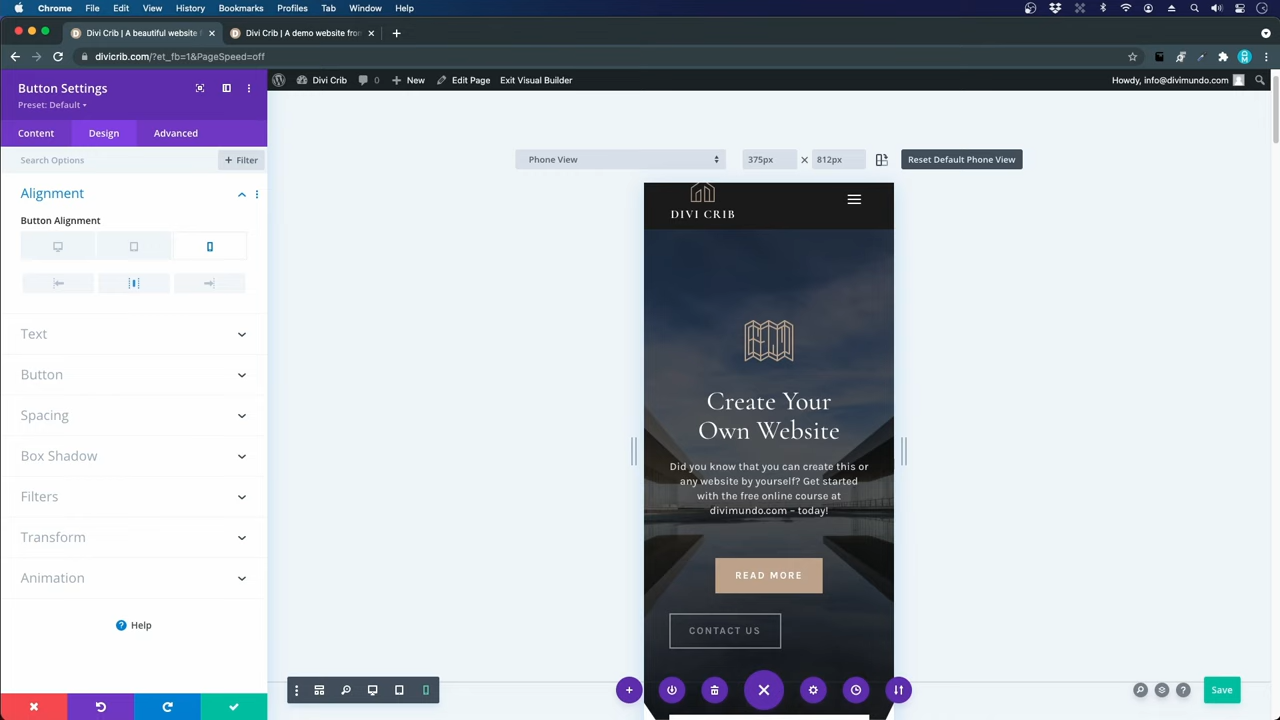 Chrome File Edit View History Bookmarks Profiles Tab Window Help
Divi Crib | A beautiful website f
Divi Crib | A demo website from
divicrib.com/?et_fb=1&PageSpeed=off
Divi Crib 0 New Edit Page Exit Visual Builder Howdy, info@divimundo.com
Button Settings
Preset: Default
Content Design Advanced
Search Options + Filter
Phone View 375px × 812px Reset Default Phone View
Alignment
Button Alignment
DIVI CRIB
Text
Button
Spacing
Box Shadow
Filters
Transform
Animation
Help
Create Your
Own Website
Did you know that you can create this or
any website by yourself? Get started
with the free online course at
divimundo.com – today!
READ MORE
CONTACT US
Save